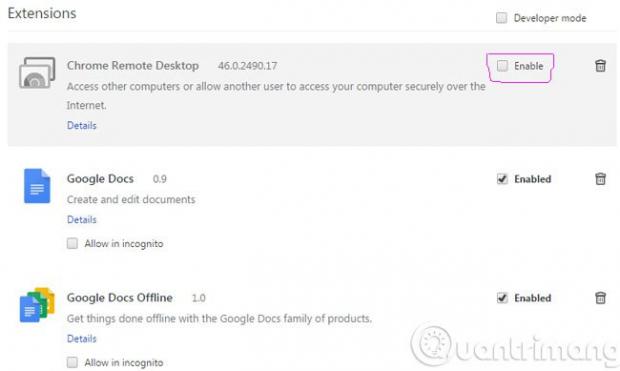 Extensions
Developer mode
Chrome Remote Desktop 46.0.2490.17
Enable
Access other computers or allow another user to access your computer securely over the
Internet.
Details
Google Docs 0.9
Enabled
Create and edit documents
Details
Allow in incognito
Google Docs Offline 1.0
Enabled
Get things done offline with the Google Docs family of products.
Details
Allow in incognito
Quantrimang